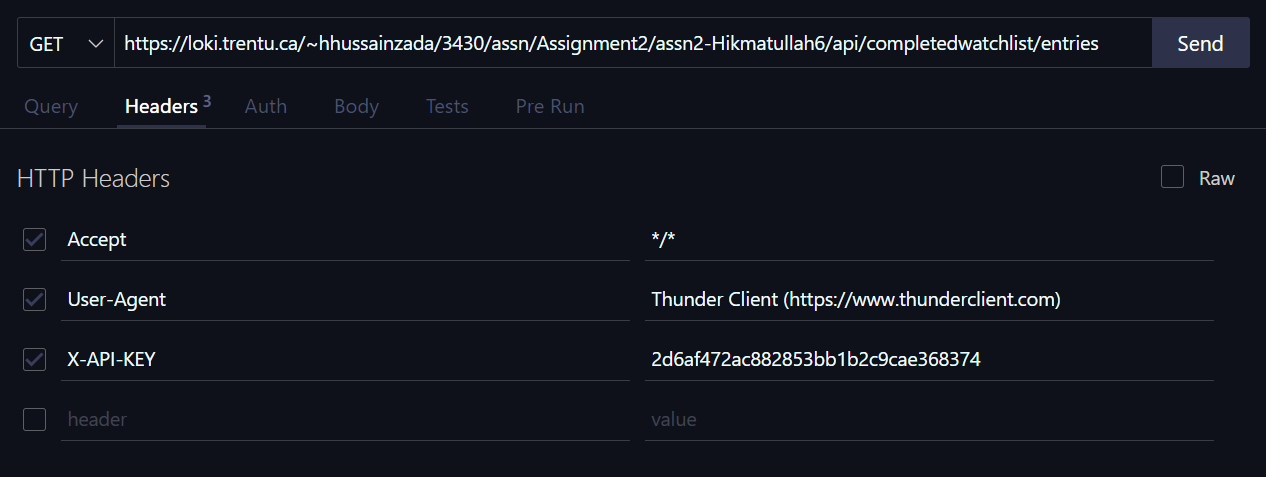 GET https://loki.trentu.ca/~hhussainzada/3430/assn/Assignment2/assn2-Hikmatullah6/api/completedwatchlist/entries Send
Query Headers 3 Auth Body Tests Pre Run
HTTP Headers Raw
Accept */*
User-Agent Thunder Client (https://www.thunderclient.com)
X-API-KEY 2d6af472ac882853bb1b2c9cae368374
header value